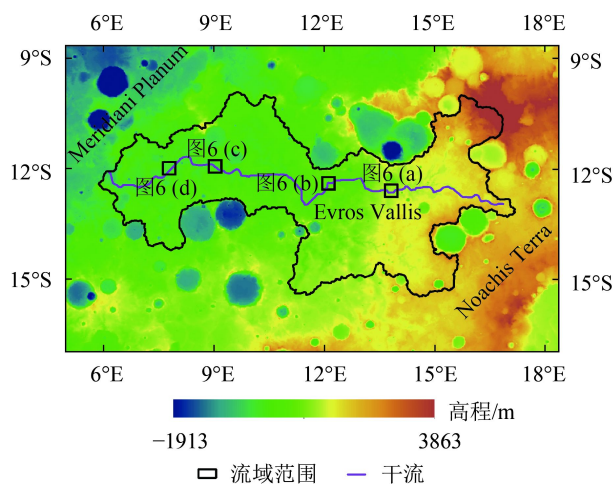 6°E 9°E 12°E 15°E 18°E
9°S 9°S
Meridiani Planum
图6 (c)
12°S 12°S
图6 (d) 图6 (b) 图6 (a)
Evros Vallis
Noachis Terra
15°S 15°S
6°E 9°E 12°E 15°E 18°E
高程/m
−1913 3863
流域范围 干流